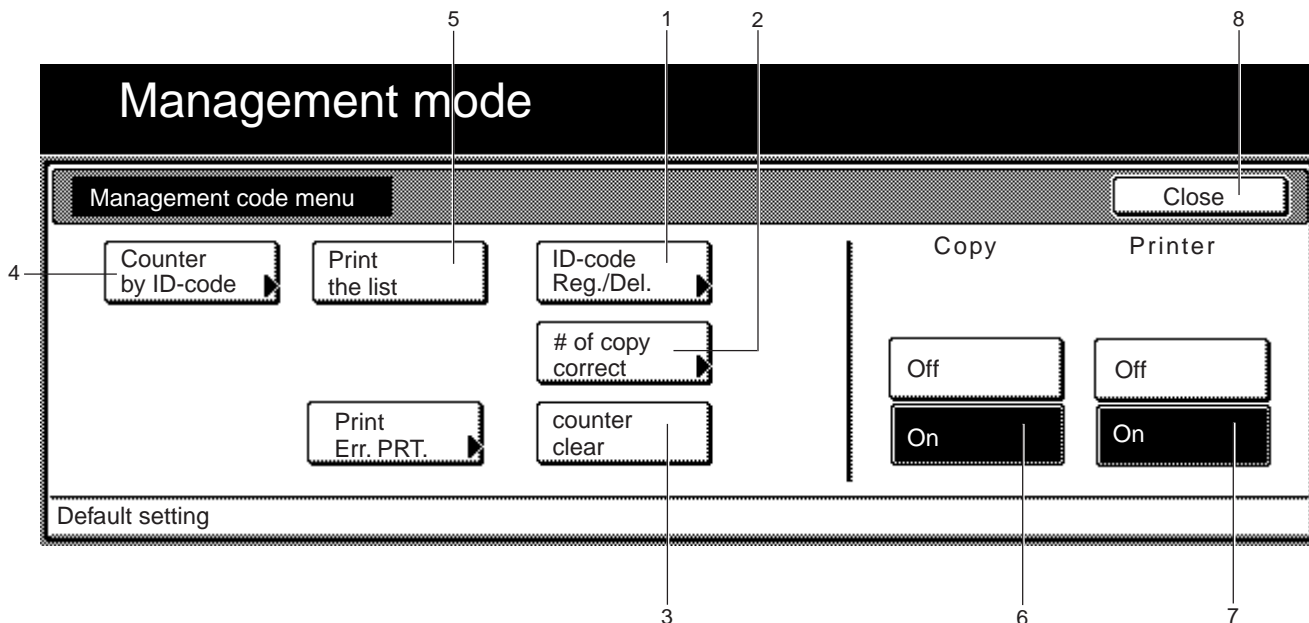 5 1 2 8
Management mode
Management code menu
Close
Copy Printer
4
Counter
by ID-code
Print
the list
ID-code
Reg./Del.
# of copy
correct
Off
Off
Print
Err. PRT.
counter
clear
On
On
Default setting
3 6 7